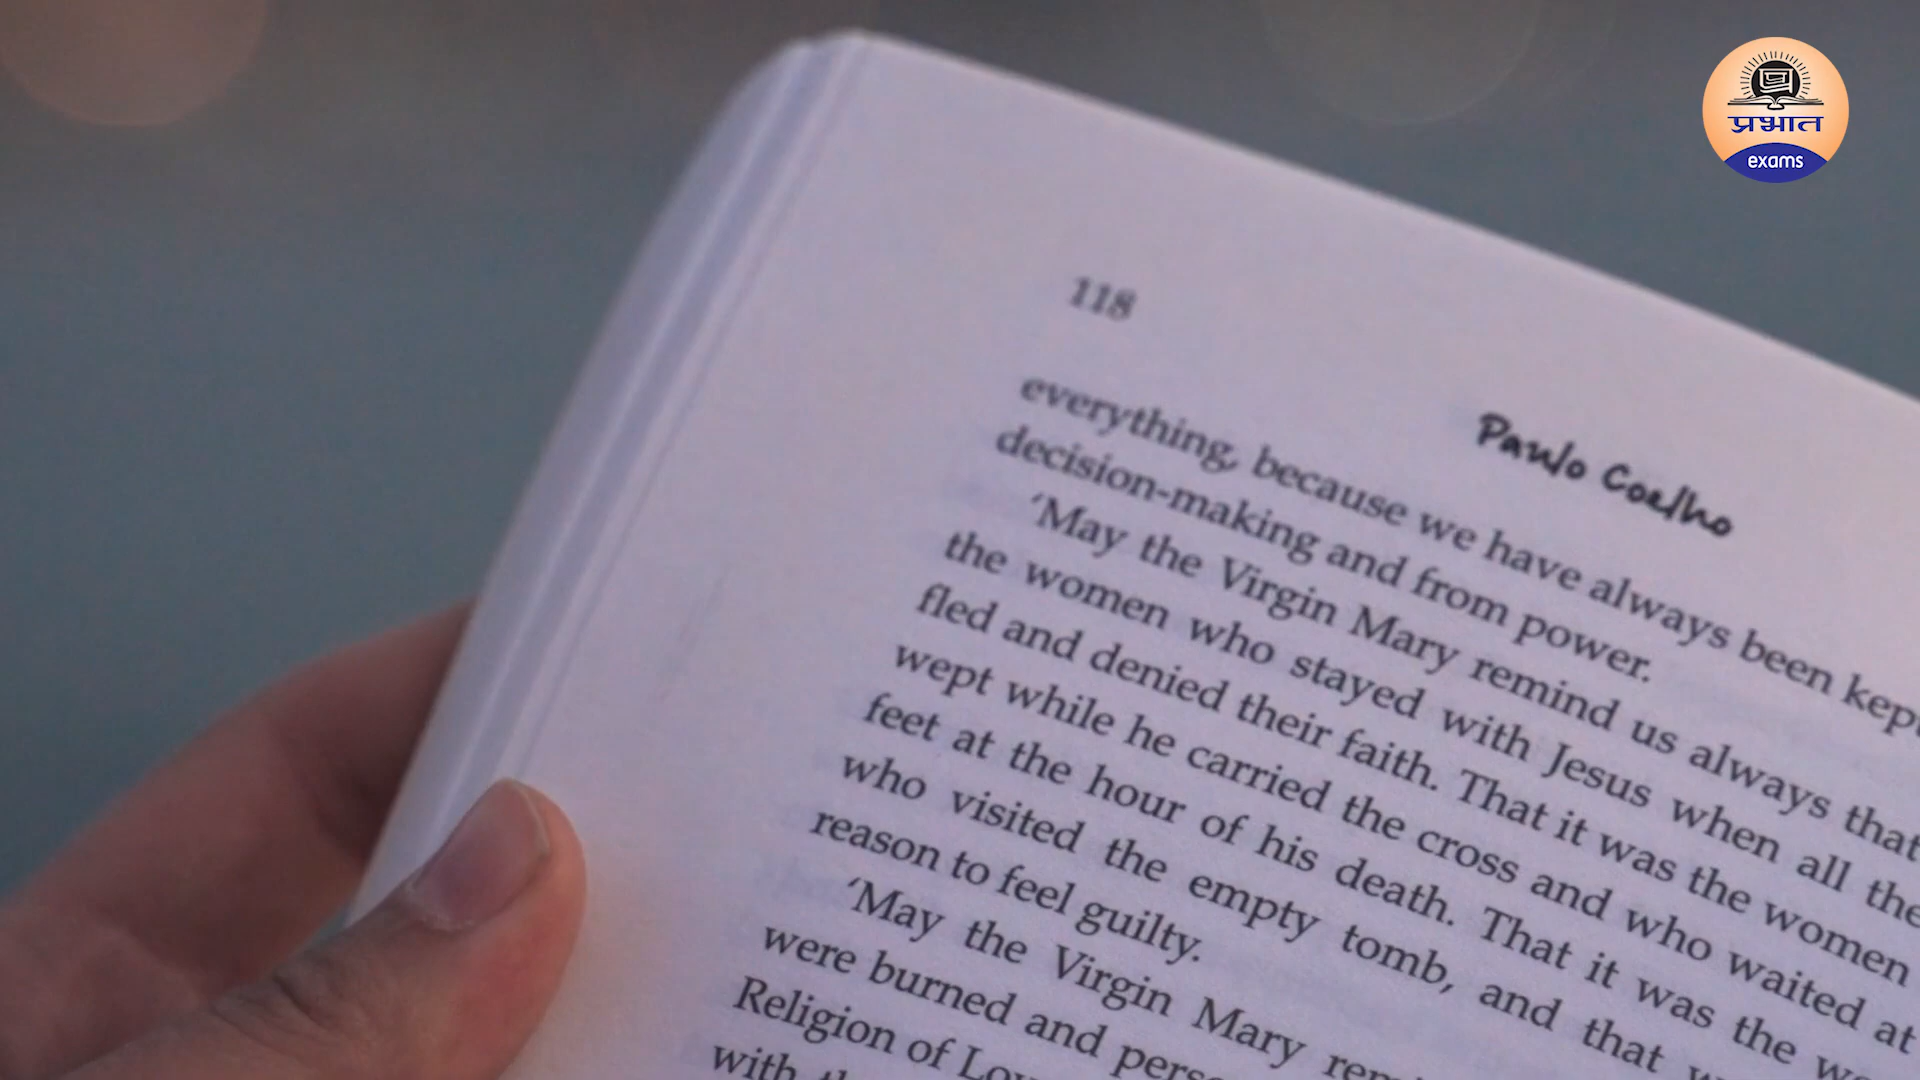 प्रभात
exams
118
Paulo Coelho
everything, because we have always been kept
decision-making and from power.
‘May the Virgin Mary remind us always that
the women who stayed with Jesus when all the
fled and denied their faith. That it was the women
wept while he carried the cross and who waited at
feet at the hour of his death. That it was the
who visited the empty tomb, and that
reason to feel guilty.
‘May the Virgin Mary
were burned and
Religion of
with